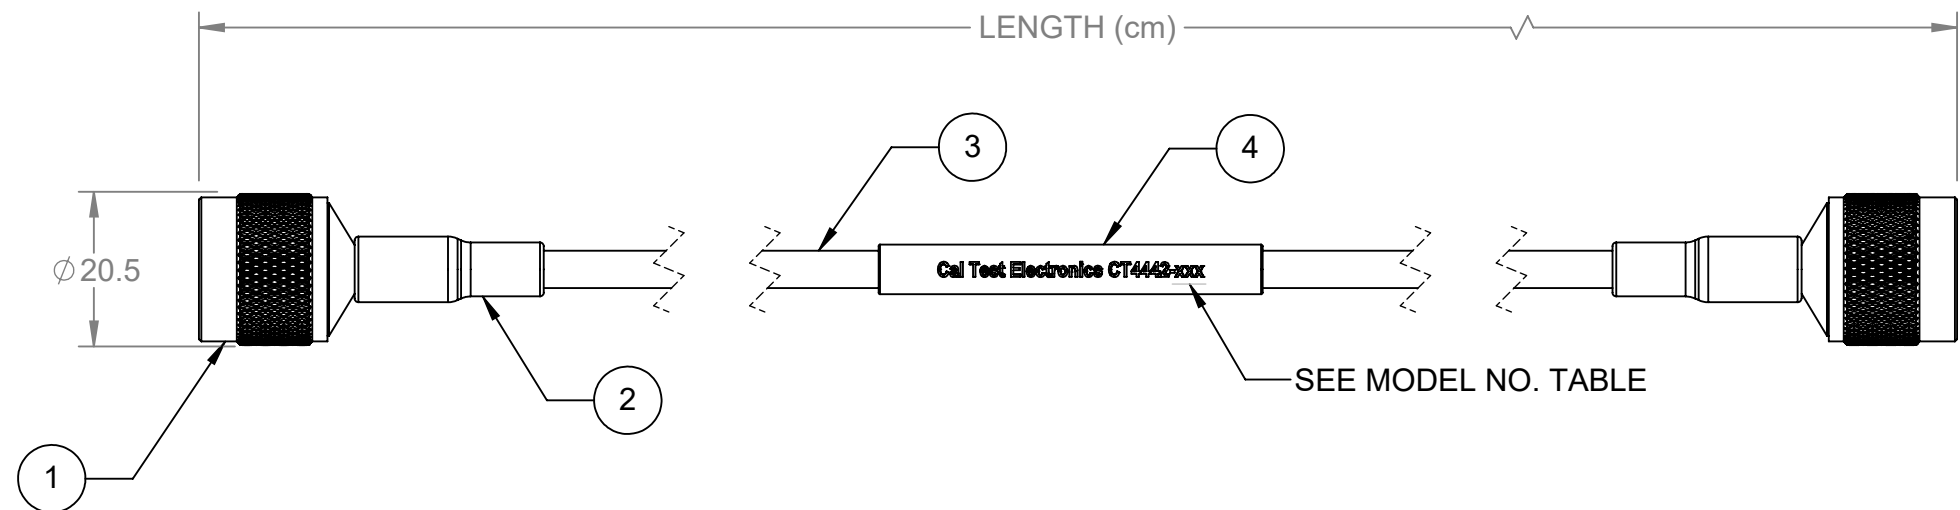 LENGTH (cm)
3
4
⌀20.5
Cal Test Electronics CT4442-xxx
SEE MODEL NO. TABLE
2
1